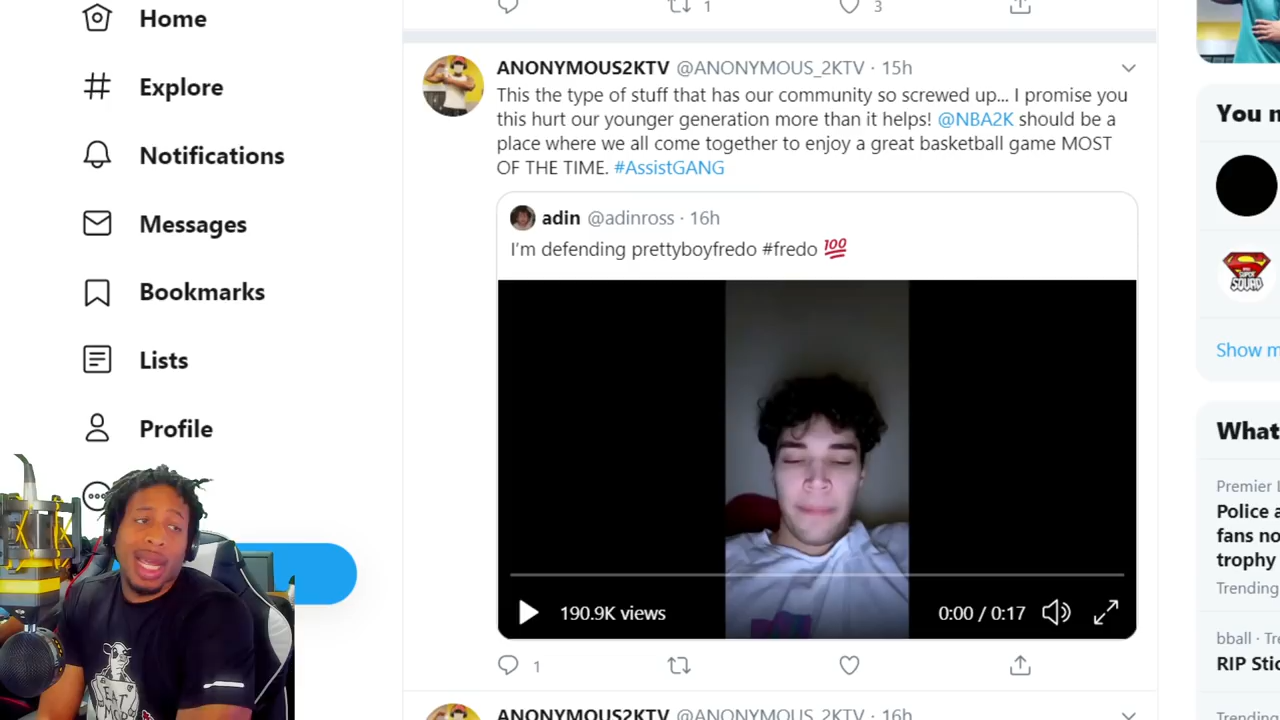 Home
Explore
Notifications
Messages
Bookmarks
Lists
Profile
1
3
ANONYMOUS2KTV @ANONYMOUS_2KTV · 15h
This the type of stuff that has our community so screwed up... I promise you
this hurt our younger generation more than it helps! @NBA2K should be a
place where we all come together to enjoy a great basketball game MOST
OF THE TIME. #AssistGANG
adin @adinross · 16h
I'm defending prettyboyfredo #fredo 💯
190.9K views
0:00 / 0:17
1
ANONYMOUS2KTV @ANONYMOUS_2KTV · 16h
You
SQUAD
Show
What
Premier
Police
fans
trophy
Trending
bball ·
RIP
Trending
EAT